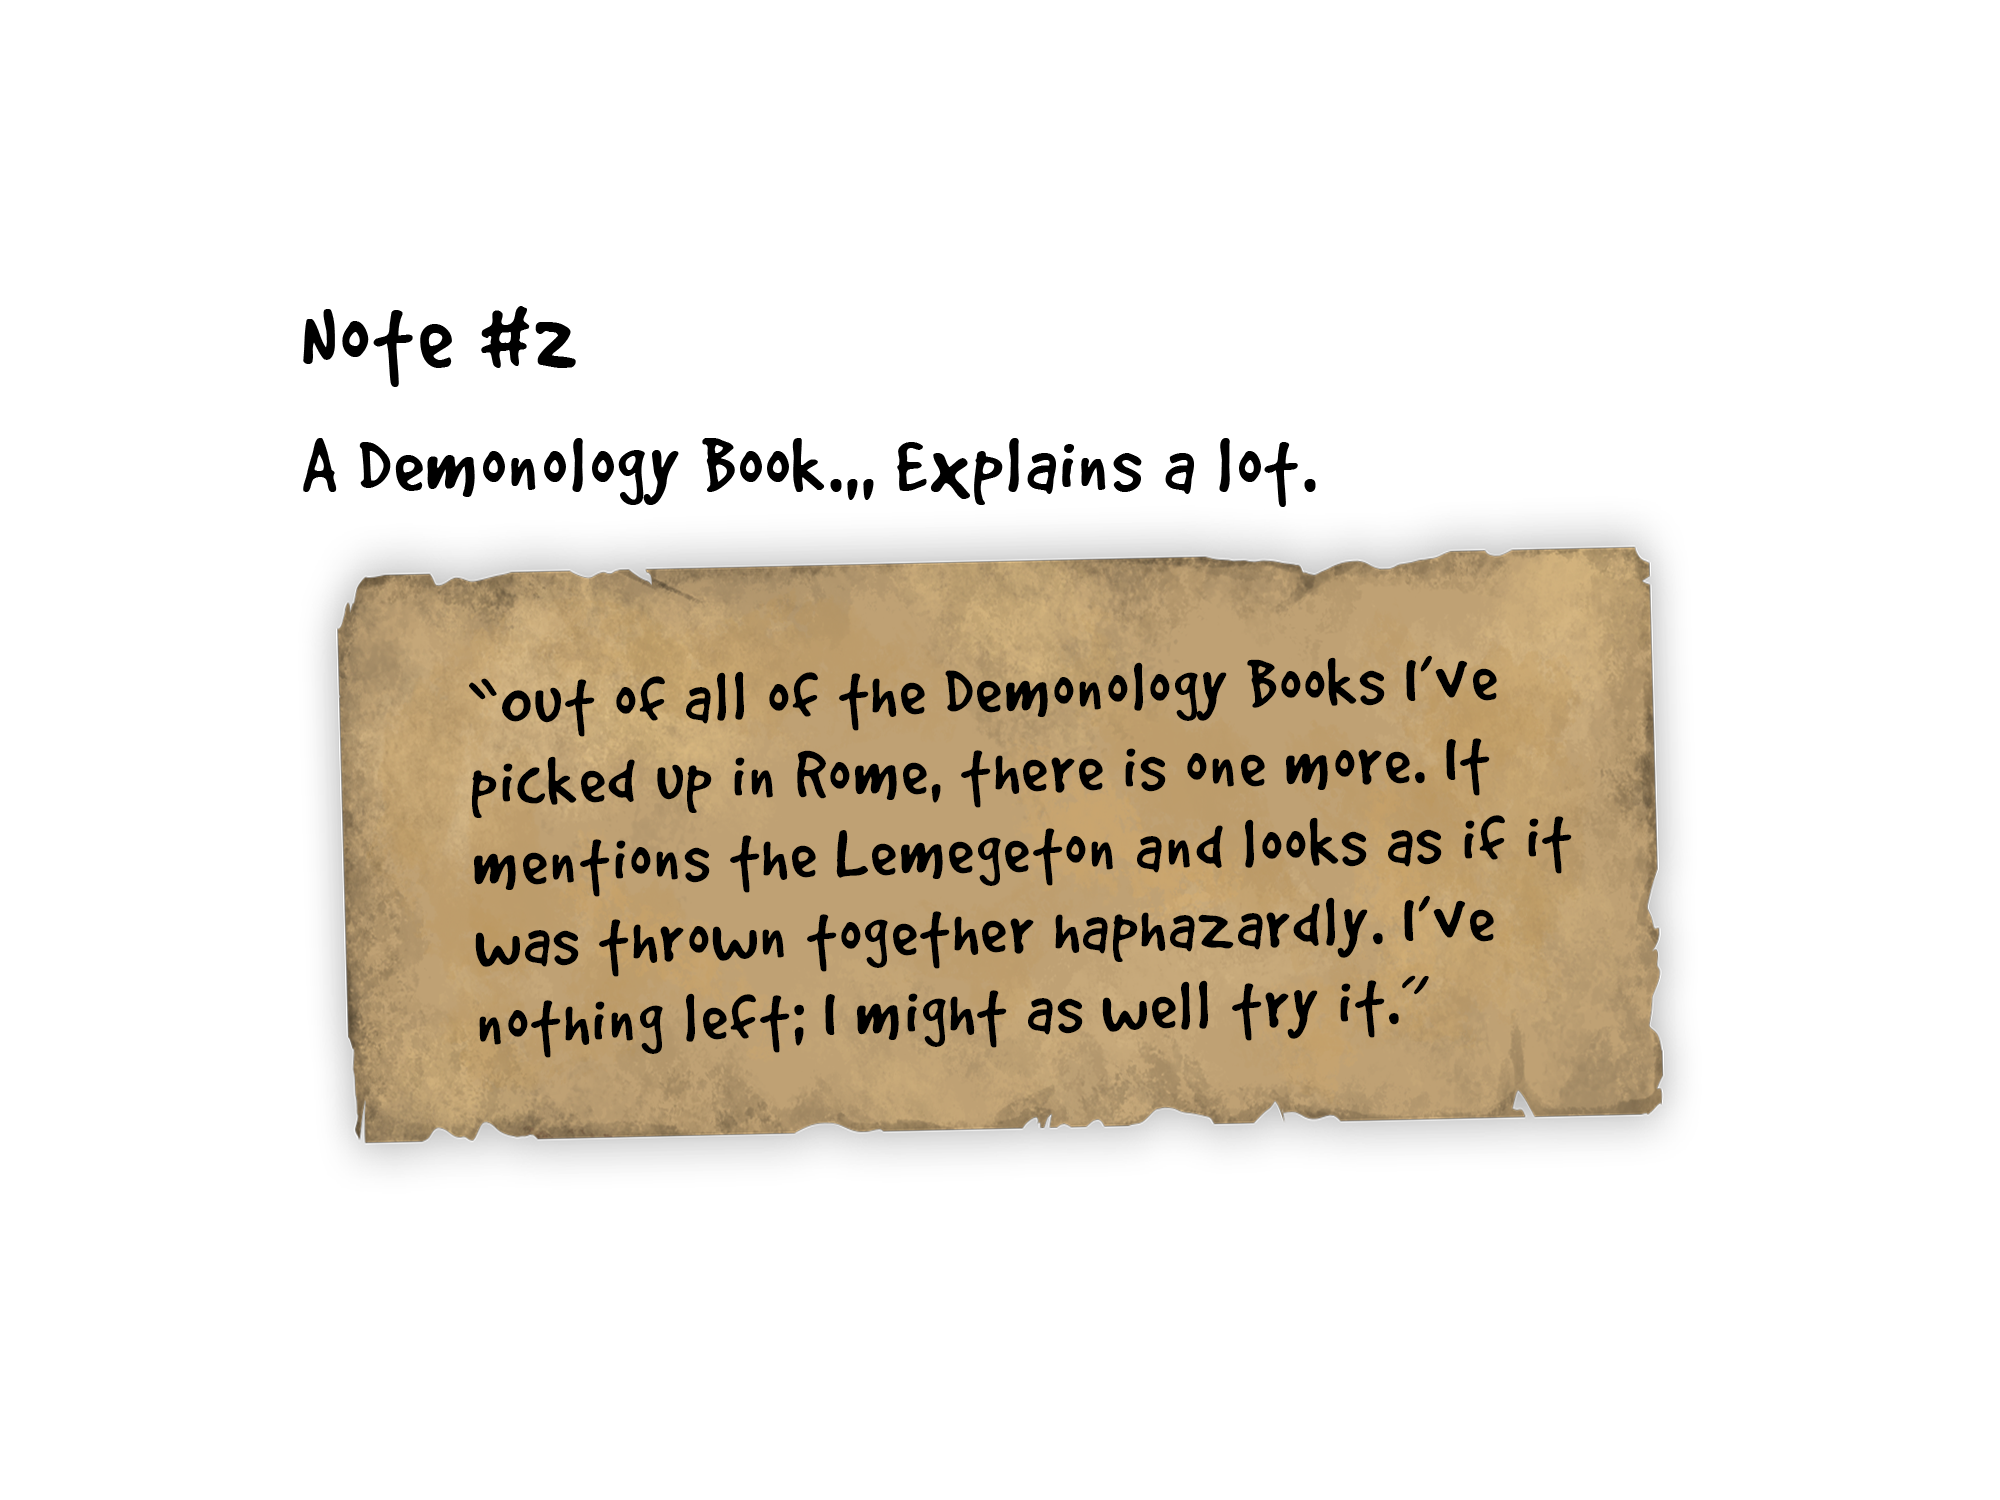 Note #2
A Demonology Book.,, Explains a lot.
"out of all of the Demonology Books I've
picked up in Rome, there is one more. It
mentions the Lemegeton and looks as if it
was thrown together haphazardly. I've
nothing left; I might as well try it."